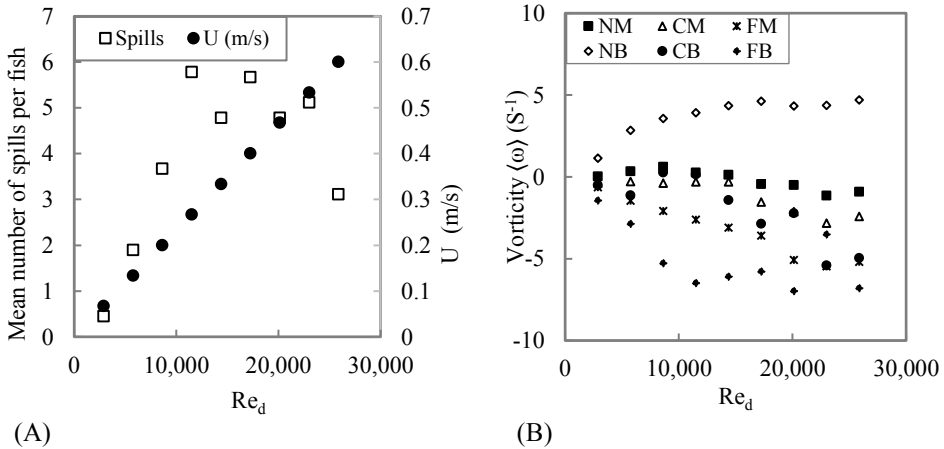 7
6
5
4
3
2
1
0
Mean number of spills per fish
Spills U (m/s)
0.7
0.6
0.5
0.4
0.3
0.2
0.1
0.0
U (m/s)
0 10,000 20,000 30,000
Re_d
(A)
10
5
0
-5
-10
Vorticity ⟨ω⟩ (S⁻¹)
NM CM FM
NB CB FB
0 10,000 20,000 30,000
Re_d
(B)